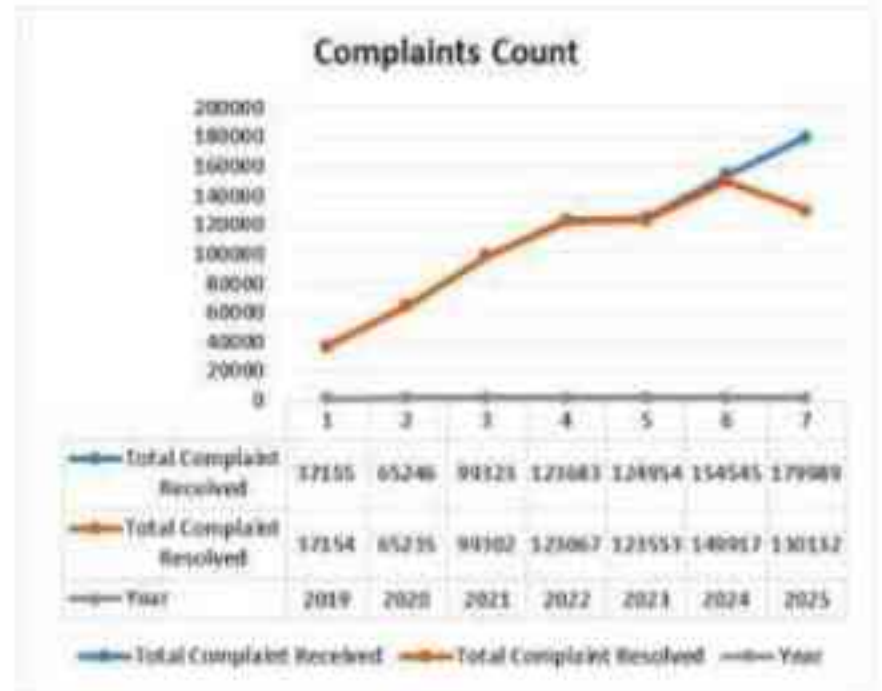 Complaints Count
200000
180000
160000
140000
120000
100000
80000
60000
40000
20000
0
1 2 3 4 5 6 7
Total Complaint Received 37155 65246 99323 123683 124954 154545 179989
Total Complaint Resolved 37154 65235 99302 123067 123553 149917 130132
Year 2019 2020 2021 2022 2023 2024 2025
Total Complaint Received Total Complaint Resolved Year